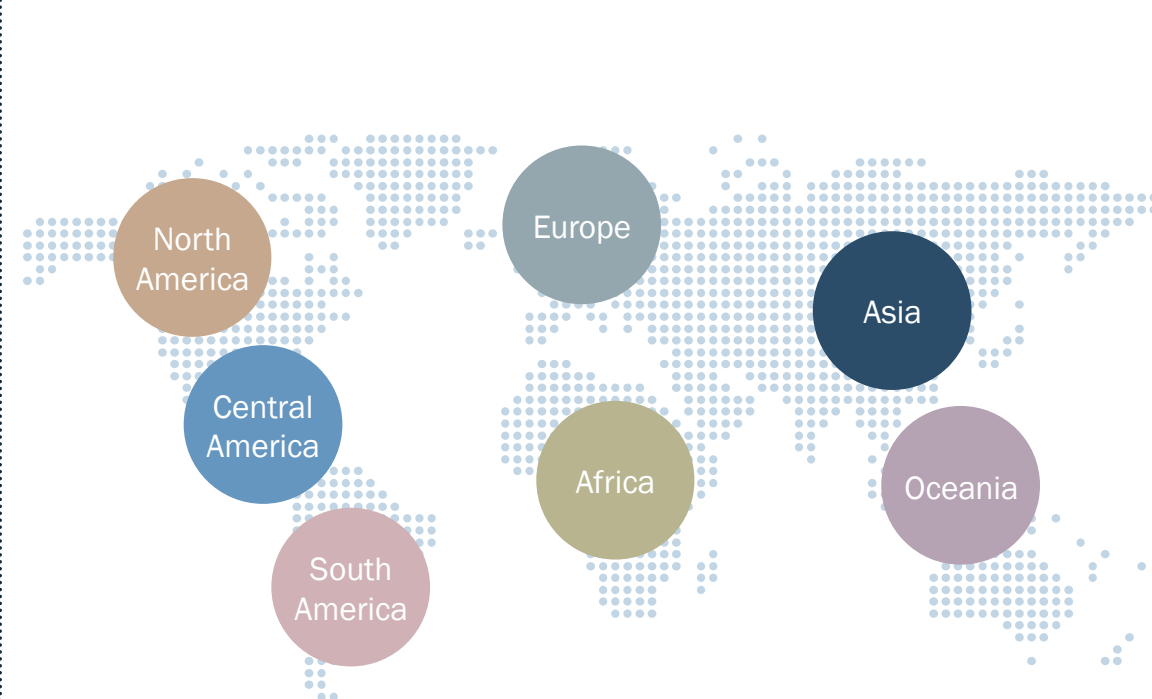 Europe
North
America
Asia
Central
America
Africa
Oceania
South
America